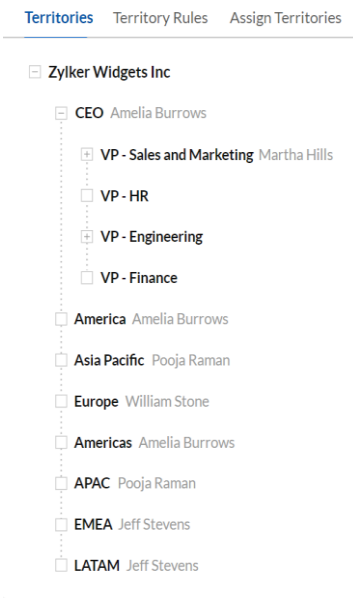 Territories Territory Rules Assign Territories
Zylker Widgets Inc
CEO Amelia Burrows
VP - Sales and Marketing Martha Hills
VP - HR
VP - Engineering
VP - Finance
America Amelia Burrows
Asia Pacific Pooja Raman
Europe William Stone
Americas Amelia Burrows
APAC Pooja Raman
EMEA Jeff Stevens
LATAM Jeff Stevens